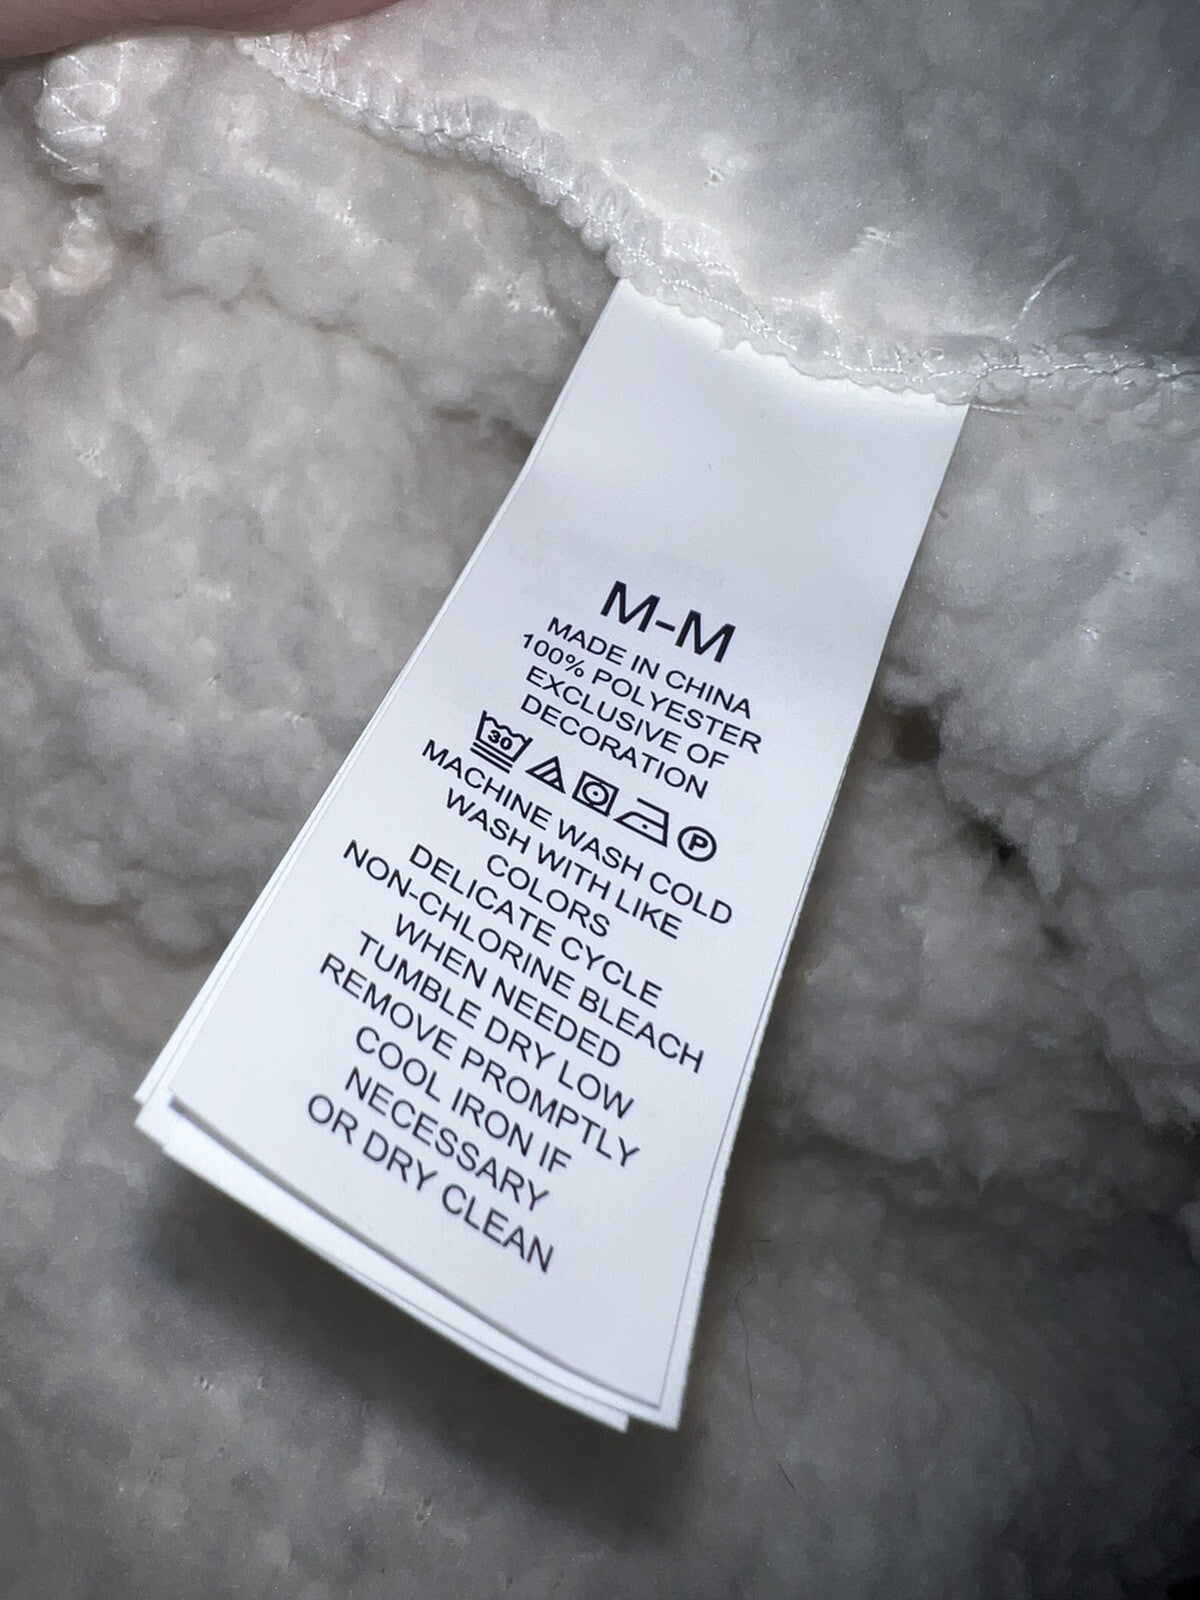 M-M
MADE IN CHINA
100% POLYESTER
EXCLUSIVE OF
DECORATION
30 P
MACHINE WASH COLD
WASH WITH LIKE
COLORS
DELICATE CYCLE
NON-CHLORINE BLEACH
WHEN NEEDED
TUMBLE DRY LOW
REMOVE PROMPTLY
COOL IRON IF
NECESSARY
OR DRY CLEAN